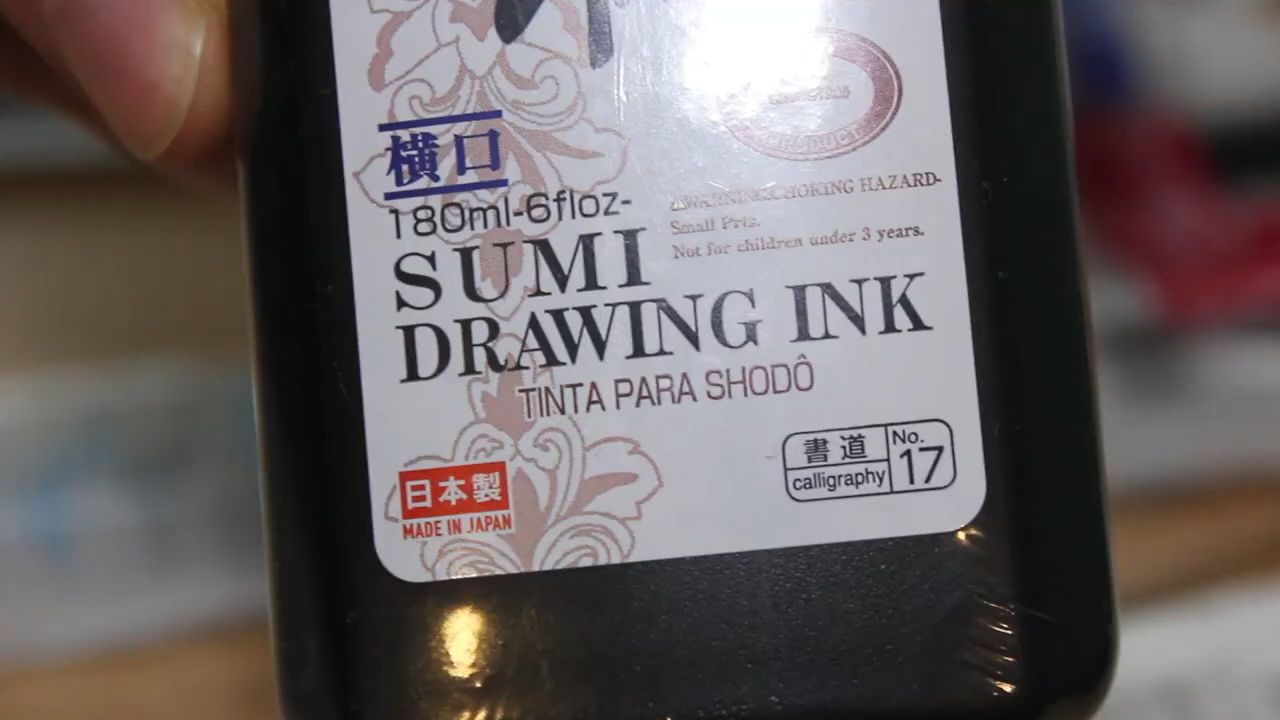 横口
180ml-6floz-
⚠WARNING:CHOKING HAZARD-
Small Prts.
Not for children under 3 years.
SUMI
DRAWING INK
TINTA PARA SHODÔ
書道
calligraphy
No.
17
日本製
MADE IN JAPAN
PRODUCT